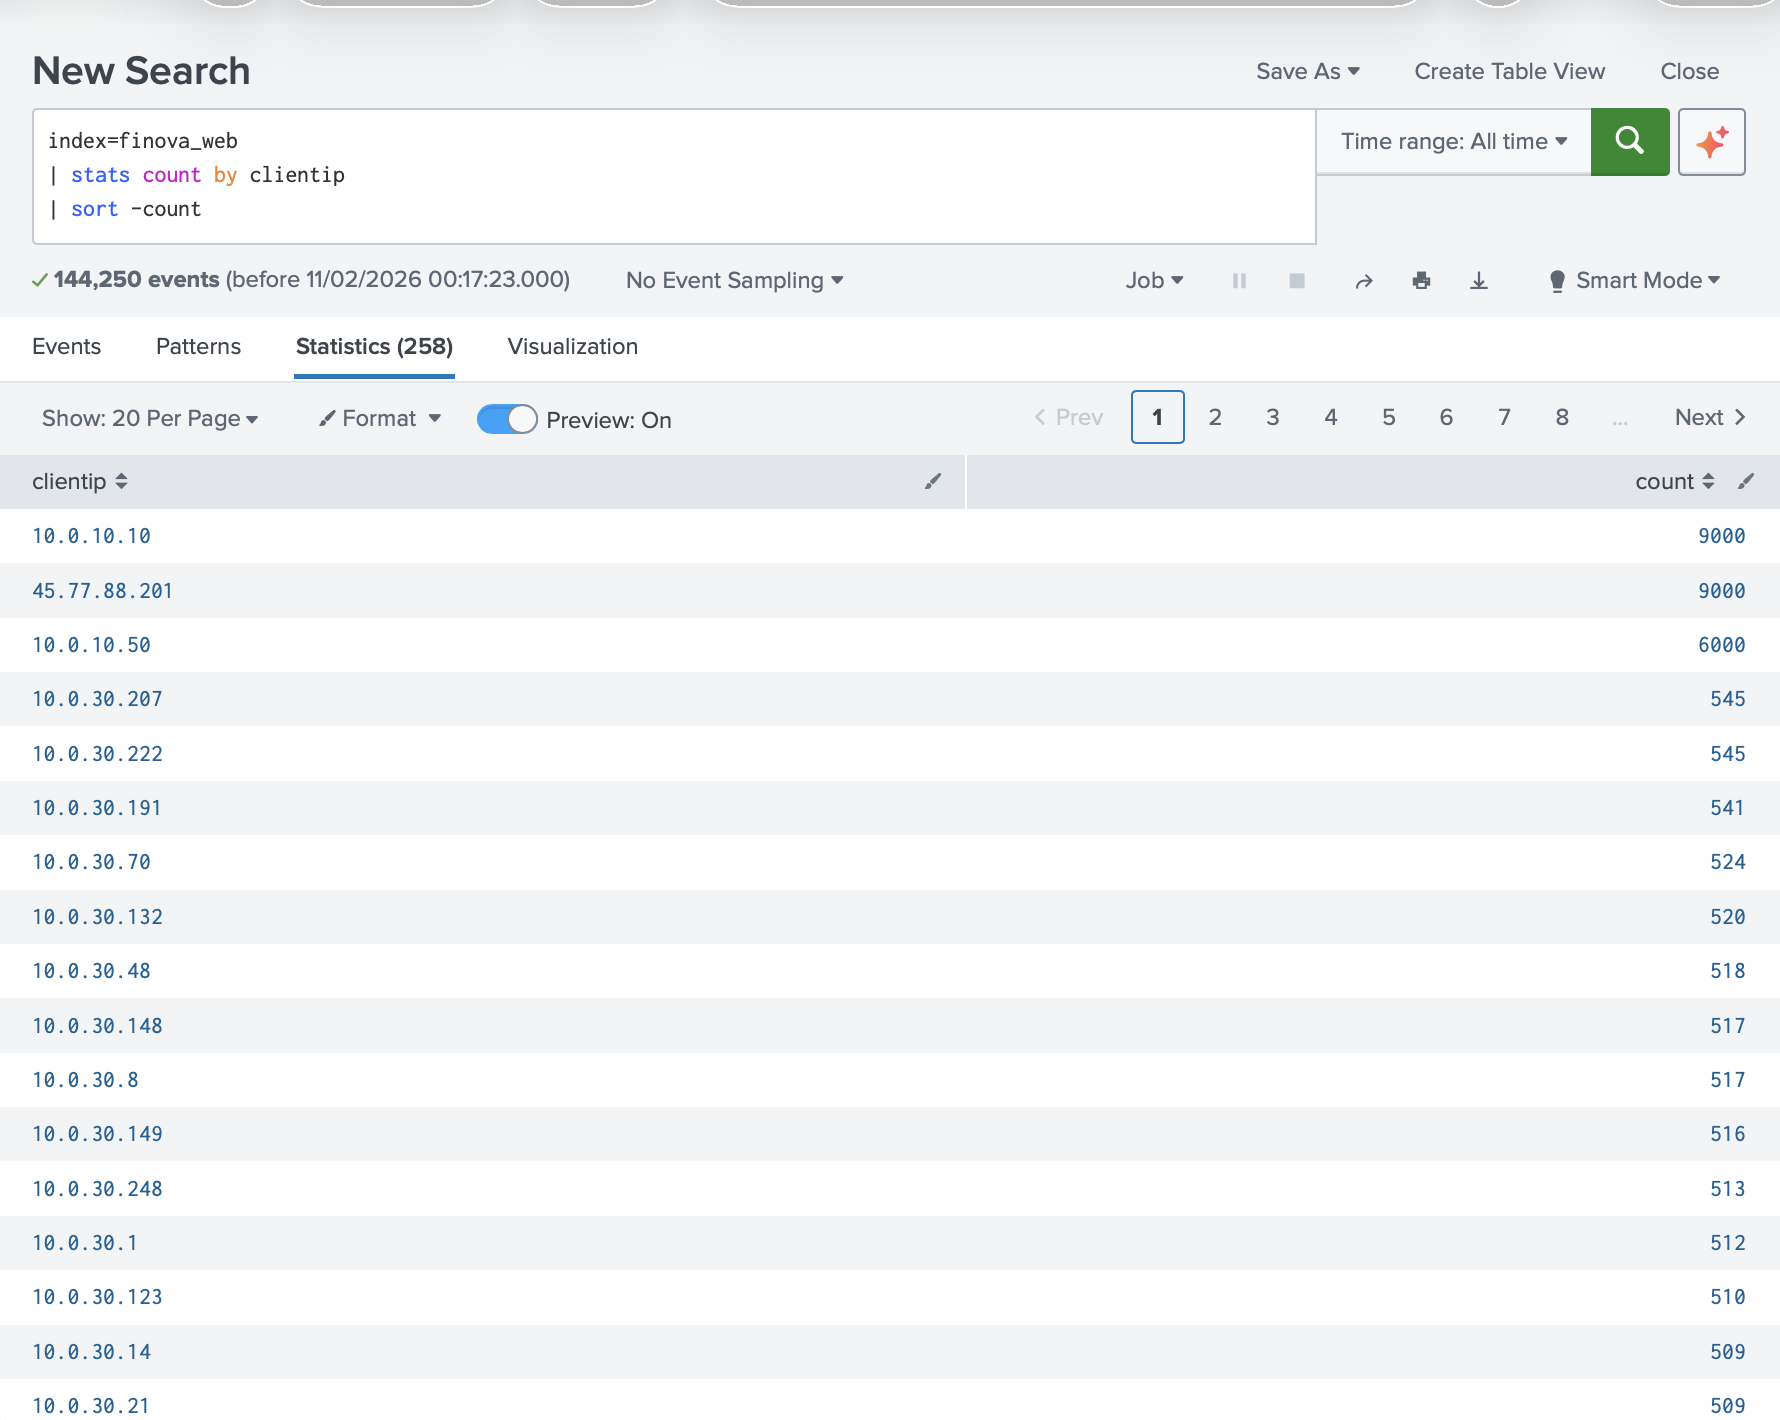 New Search
Save As
Create Table View
Close
index=finova_web
| stats count by clientip
| sort -count
Time range: All time
144,250 events (before 11/02/2026 00:17:23.000)
No Event Sampling
Job
Smart Mode
Events
Patterns
Statistics (258)
Visualization
Show: 20 Per Page
Format
Preview: On
Prev
1
2
3
4
5
6
7
8
...
Next
clientip
count
10.0.10.10 9000
45.77.88.201 9000
10.0.10.50 6000
10.0.30.207 545
10.0.30.222 545
10.0.30.191 541
10.0.30.70 524
10.0.30.132 520
10.0.30.48 518
10.0.30.148 517
10.0.30.8 517
10.0.30.149 516
10.0.30.248 513
10.0.30.1 512
10.0.30.123 510
10.0.30.14 509
10.0.30.21 509